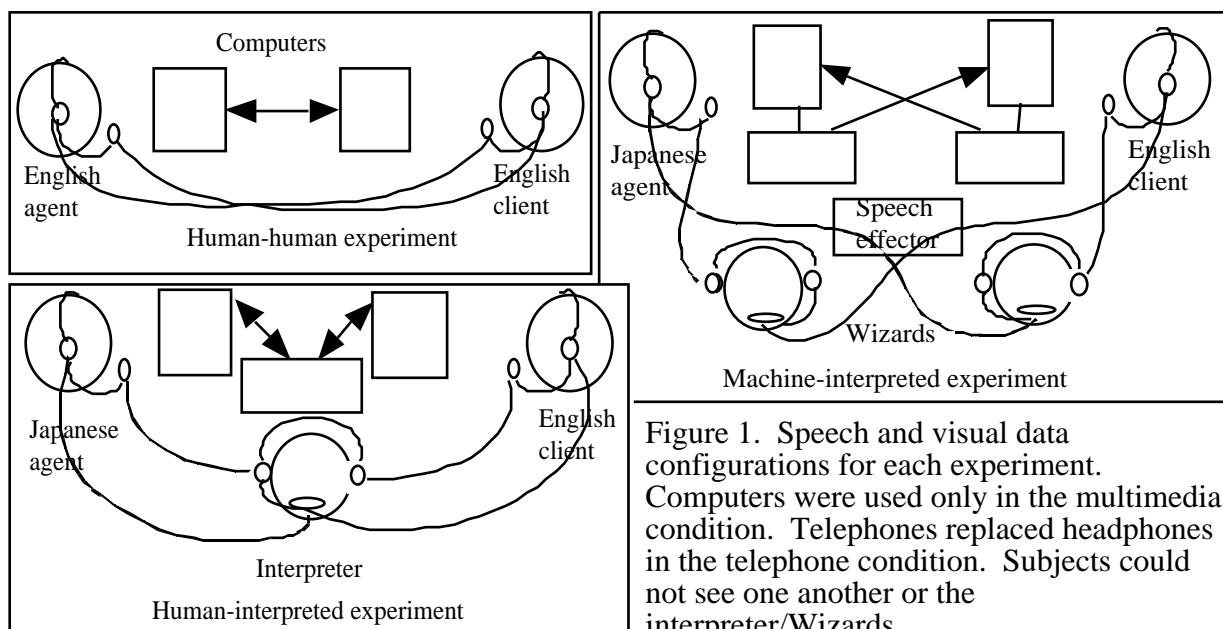 Computers
English
agent
English
client
Human-human experiment
Japanese
agent
English
client
Speech
effector
Wizards
Machine-interpreted experiment
Japanese
agent
English
client
Interpreter
Human-interpreted experiment
Figure 1. Speech and visual data
configurations for each experiment.
Computers were used only in the multimedia
condition. Telephones replaced headphones
in the telephone condition. Subjects could
not see one another or the
interpreter/Wizards